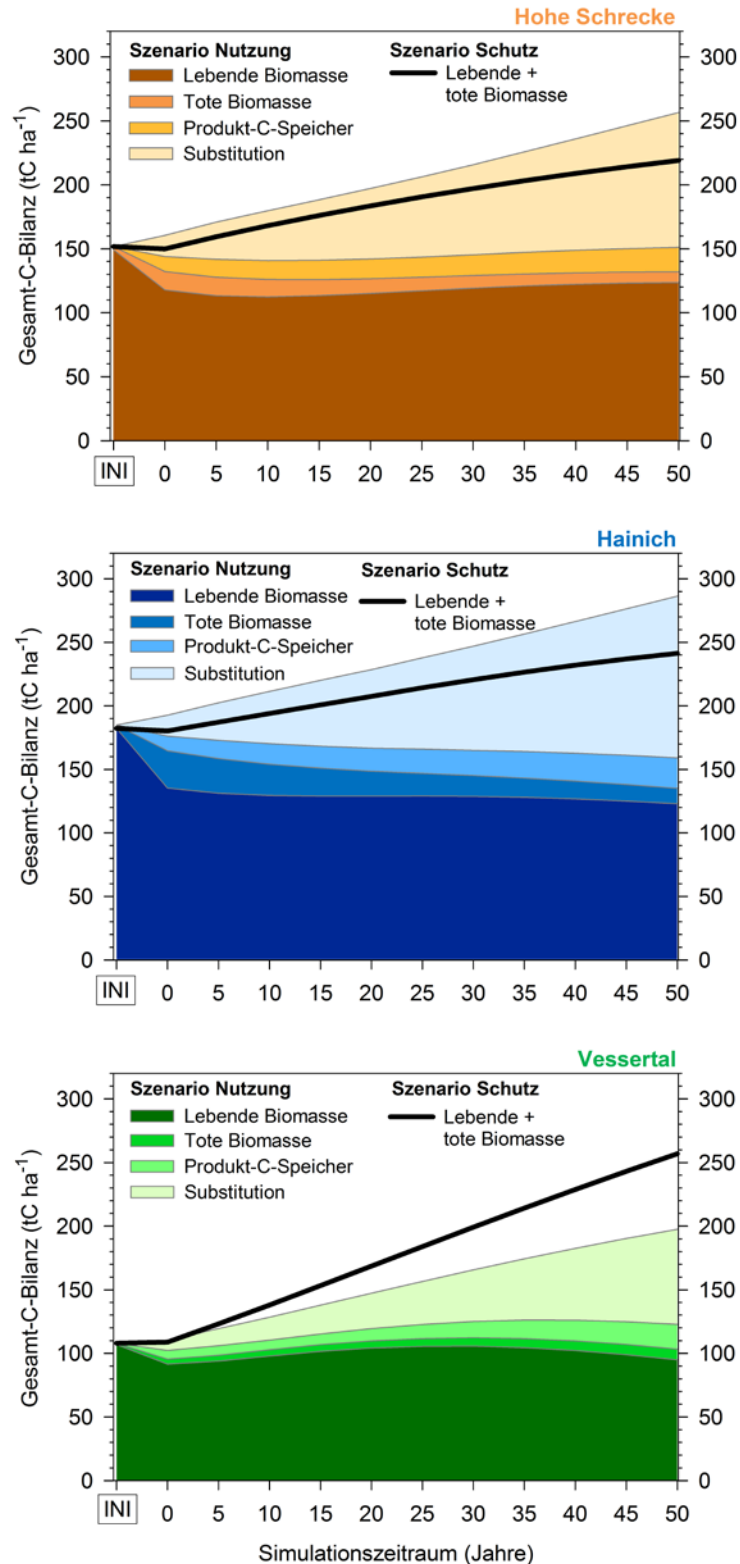 Hohe Schrecke
Szenario Nutzung
Lebende Biomasse
Tote Biomasse
Produkt-C-Speicher
Substitution
Szenario Schutz
Lebende +
tote Biomasse
Gesamt-C-Bilanz (tC ha⁻¹)
300 300
250 250
200 200
150 150
100 100
50 50
0 0
INI 0 5 10 15 20 25 30 35 40 45 50
Hainich
Szenario Nutzung
Lebende Biomasse
Tote Biomasse
Produkt-C-Speicher
Substitution
Szenario Schutz
Lebende +
tote Biomasse
Gesamt-C-Bilanz (tC ha⁻¹)
300 300
250 250
200 200
150 150
100 100
50 50
0 0
INI 0 5 10 15 20 25 30 35 40 45 50
Vessertal
Szenario Nutzung
Lebende Biomasse
Tote Biomasse
Produkt-C-Speicher
Substitution
Szenario Schutz
Lebende +
tote Biomasse
Gesamt-C-Bilanz (tC ha⁻¹)
300 300
250 250
200 200
150 150
100 100
50 50
0 0
INI 0 5 10 15 20 25 30 35 40 45 50
Simulationszeitraum (Jahre)